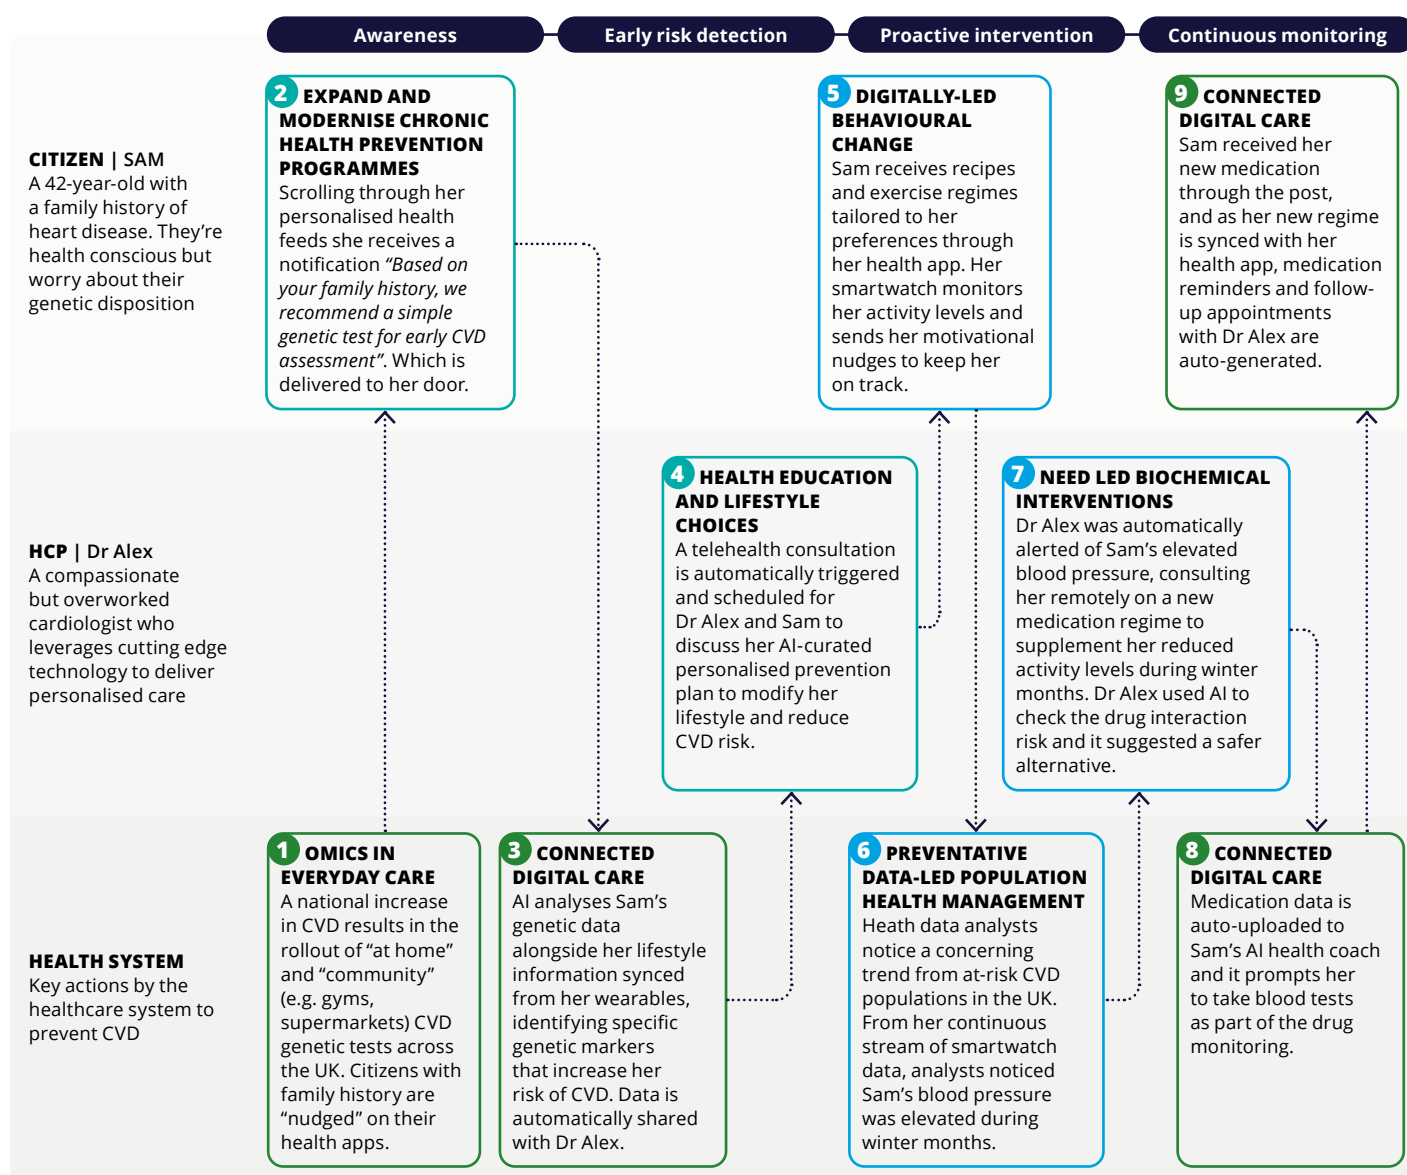 Awareness
Early risk detection
Proactive intervention
Continuous monitoring
CITIZEN | SAM
A 42-year-old with
a family history of
heart disease. They're
health conscious but
worry about their
genetic disposition
2 EXPAND AND
MODERNISE CHRONIC
HEALTH PREVENTION
PROGRAMMES
Scrolling through her
personalised health
feeds she receives a
notification “Based on
your family history, we
recommend a simple
genetic test for early CVD
assessment”. Which is
delivered to her door.
5 DIGITALLY-LED
BEHAVIOURAL
CHANGE
Sam receives recipes
and exercise regimes
tailored to her
preferences through
her health app. Her
smartwatch monitors
her activity levels and
sends her motivational
nudges to keep her
on track.
9 CONNECTED
DIGITAL CARE
Sam received her
new medication
through the post,
and as her new regime
is synced with her
health app, medication
reminders and follow-
up appointments
with Dr Alex are
auto-generated.
HCP | Dr Alex
A compassionate
but overworked
cardiologist who
leverages cutting edge
technology to deliver
personalised care
4 HEALTH EDUCATION
AND LIFESTYLE
CHOICES
A telehealth consultation
is automatically triggered
and scheduled for
Dr Alex and Sam to
discuss her AI-curated
personalised prevention
plan to modify her
lifestyle and reduce
CVD risk.
7 NEED LED BIOCHEMICAL
INTERVENTIONS
Dr Alex was automatically
alerted of Sam’s elevated
blood pressure, consulting
her remotely on a new
medication regime to
supplement her reduced
activity levels during winter
months. Dr Alex used AI to
check the drug interaction
risk and it suggested a safer
alternative.
HEALTH SYSTEM
Key actions by the
healthcare system to
prevent CVD
1 OMICS IN
EVERYDAY CARE
A national increase
in CVD results in the
rollout of “at home”
and “community”
(e.g. gyms,
supermarkets) CVD
genetic tests across
the UK. Citizens with
family history are
“nudged” on their
health apps.
3 CONNECTED
DIGITAL CARE
AI analyses Sam’s
genetic data
alongside her lifestyle
information synced
from her wearables,
identifying specific
genetic markers
that increase her
risk of CVD. Data is
automatically shared
with Dr Alex.
6 PREVENTATIVE
DATA-LED POPULATION
HEALTH MANAGEMENT
Heath data analysts
notice a concerning
trend from at-risk CVD
populations in the UK.
From her continuous
stream of smartwatch
data, analysts noticed
Sam’s blood pressure
was elevated during
winter months.
8 CONNECTED
DIGITAL CARE
Medication data is
auto-uploaded to
Sam’s AI health coach
and it prompts her
to take blood tests
as part of the drug
monitoring.